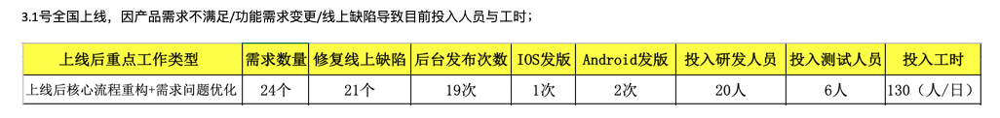 3.1号全国上线，因产品需求不满足/功能需求变更/线上缺陷导致目前投入人员与工时；
上线后重点工作类型 需求数量 修复线上缺陷 后台发布次数 IOS发版 Android发版 投入研发人员 投入测试人员 投入工时
上线后核心流程重构+需求问题优化 24个 21个 19次 1次 2次 20人 6人 130（人/日）